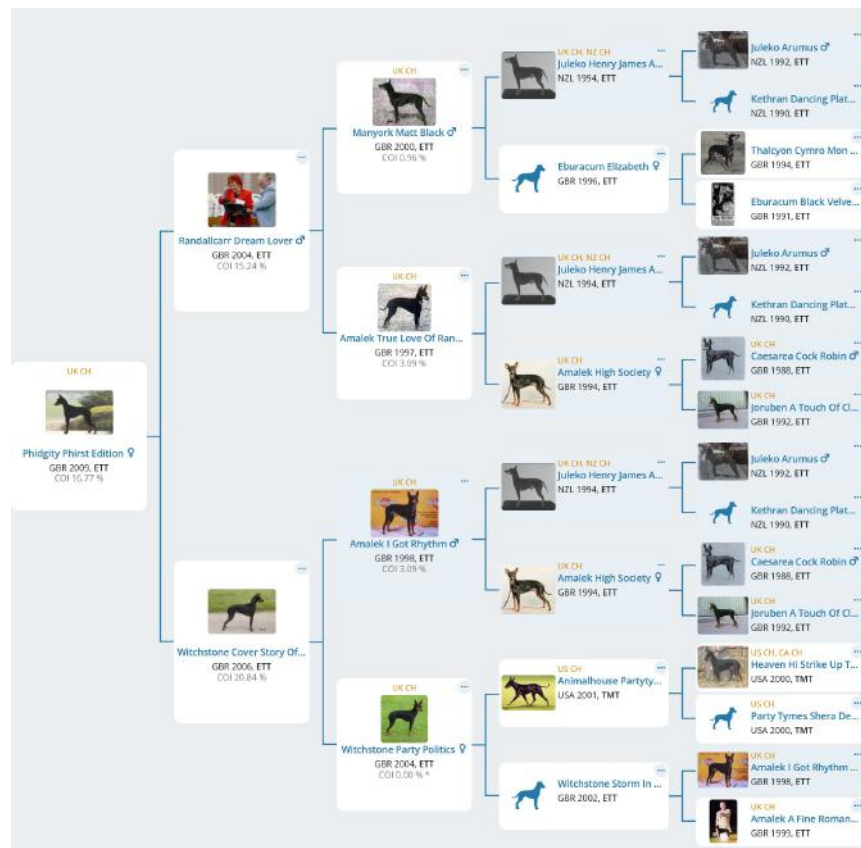 UK CH
Phidgity Phirst Edition ♀
GBR 2009, ETT
COI 16.77 %
Randallcarr Dream Lover ♂
GBR 2004, ETT
COI 15.24 %
Witchstone Cover Story Of...
GBR 2006, ETT
COI 20.84 %
UK CH
Manyork Matt Black ♂
GBR 2000, ETT
COI 0.96 %
UK CH
Amalek True Love Of Ran...
GBR 1997, ETT
COI 3.09 %
UK CH
Amalek I Got Rhythm ♂
GBR 1998, ETT
COI 3.09 %
UK CH
Witchstone Party Politics ♀
GBR 2004, ETT
COI 0.00 % *
UK CH, NZ CH
Juleko Henry James A...
NZL 1994, ETT
Eburacum Elizabeth ♀
GBR 1996, ETT
UK CH, NZ CH
Juleko Henry James A...
NZL 1994, ETT
UK CH
Amalek High Society ♀
GBR 1994, ETT
UK CH, NZ CH
Juleko Henry James A...
NZL 1994, ETT
UK CH
Amalek High Society ♀
GBR 1994, ETT
US CH
Animalhouse Partyty...
USA 2001, TMT
Witchstone Storm In ...
GBR 2002, ETT
Juleko Arumus ♂
NZL 1992, ETT
Kethran Dancing Plat...
NZL 1990, ETT
Thalcyon Cymro Mon ...
GBR 1994, ETT
Eburacum Black Velve...
GBR 1991, ETT
Juleko Arumus ♂
NZL 1992, ETT
Kethran Dancing Plat...
NZL 1990, ETT
UK CH
Caesarea Cock Robin ♂
GBR 1988, ETT
UK CH
Joruben A Touch Of Cl...
GBR 1992, ETT
Juleko Arumus ♂
NZL 1992, ETT
Kethran Dancing Plat...
NZL 1990, ETT
UK CH
Caesarea Cock Robin ♂
GBR 1988, ETT
UK CH
Joruben A Touch Of Cl...
GBR 1992, ETT
US CH, CA CH
Heaven Hi Strike Up T...
USA 2000, TMT
US CH
Party Tymes Shera De...
USA 2000, TMT
UK CH
Amalek I Got Rhythm ...
GBR 1998, ETT
UK CH
Amalek A Fine Roman...
GBR 1999, ETT